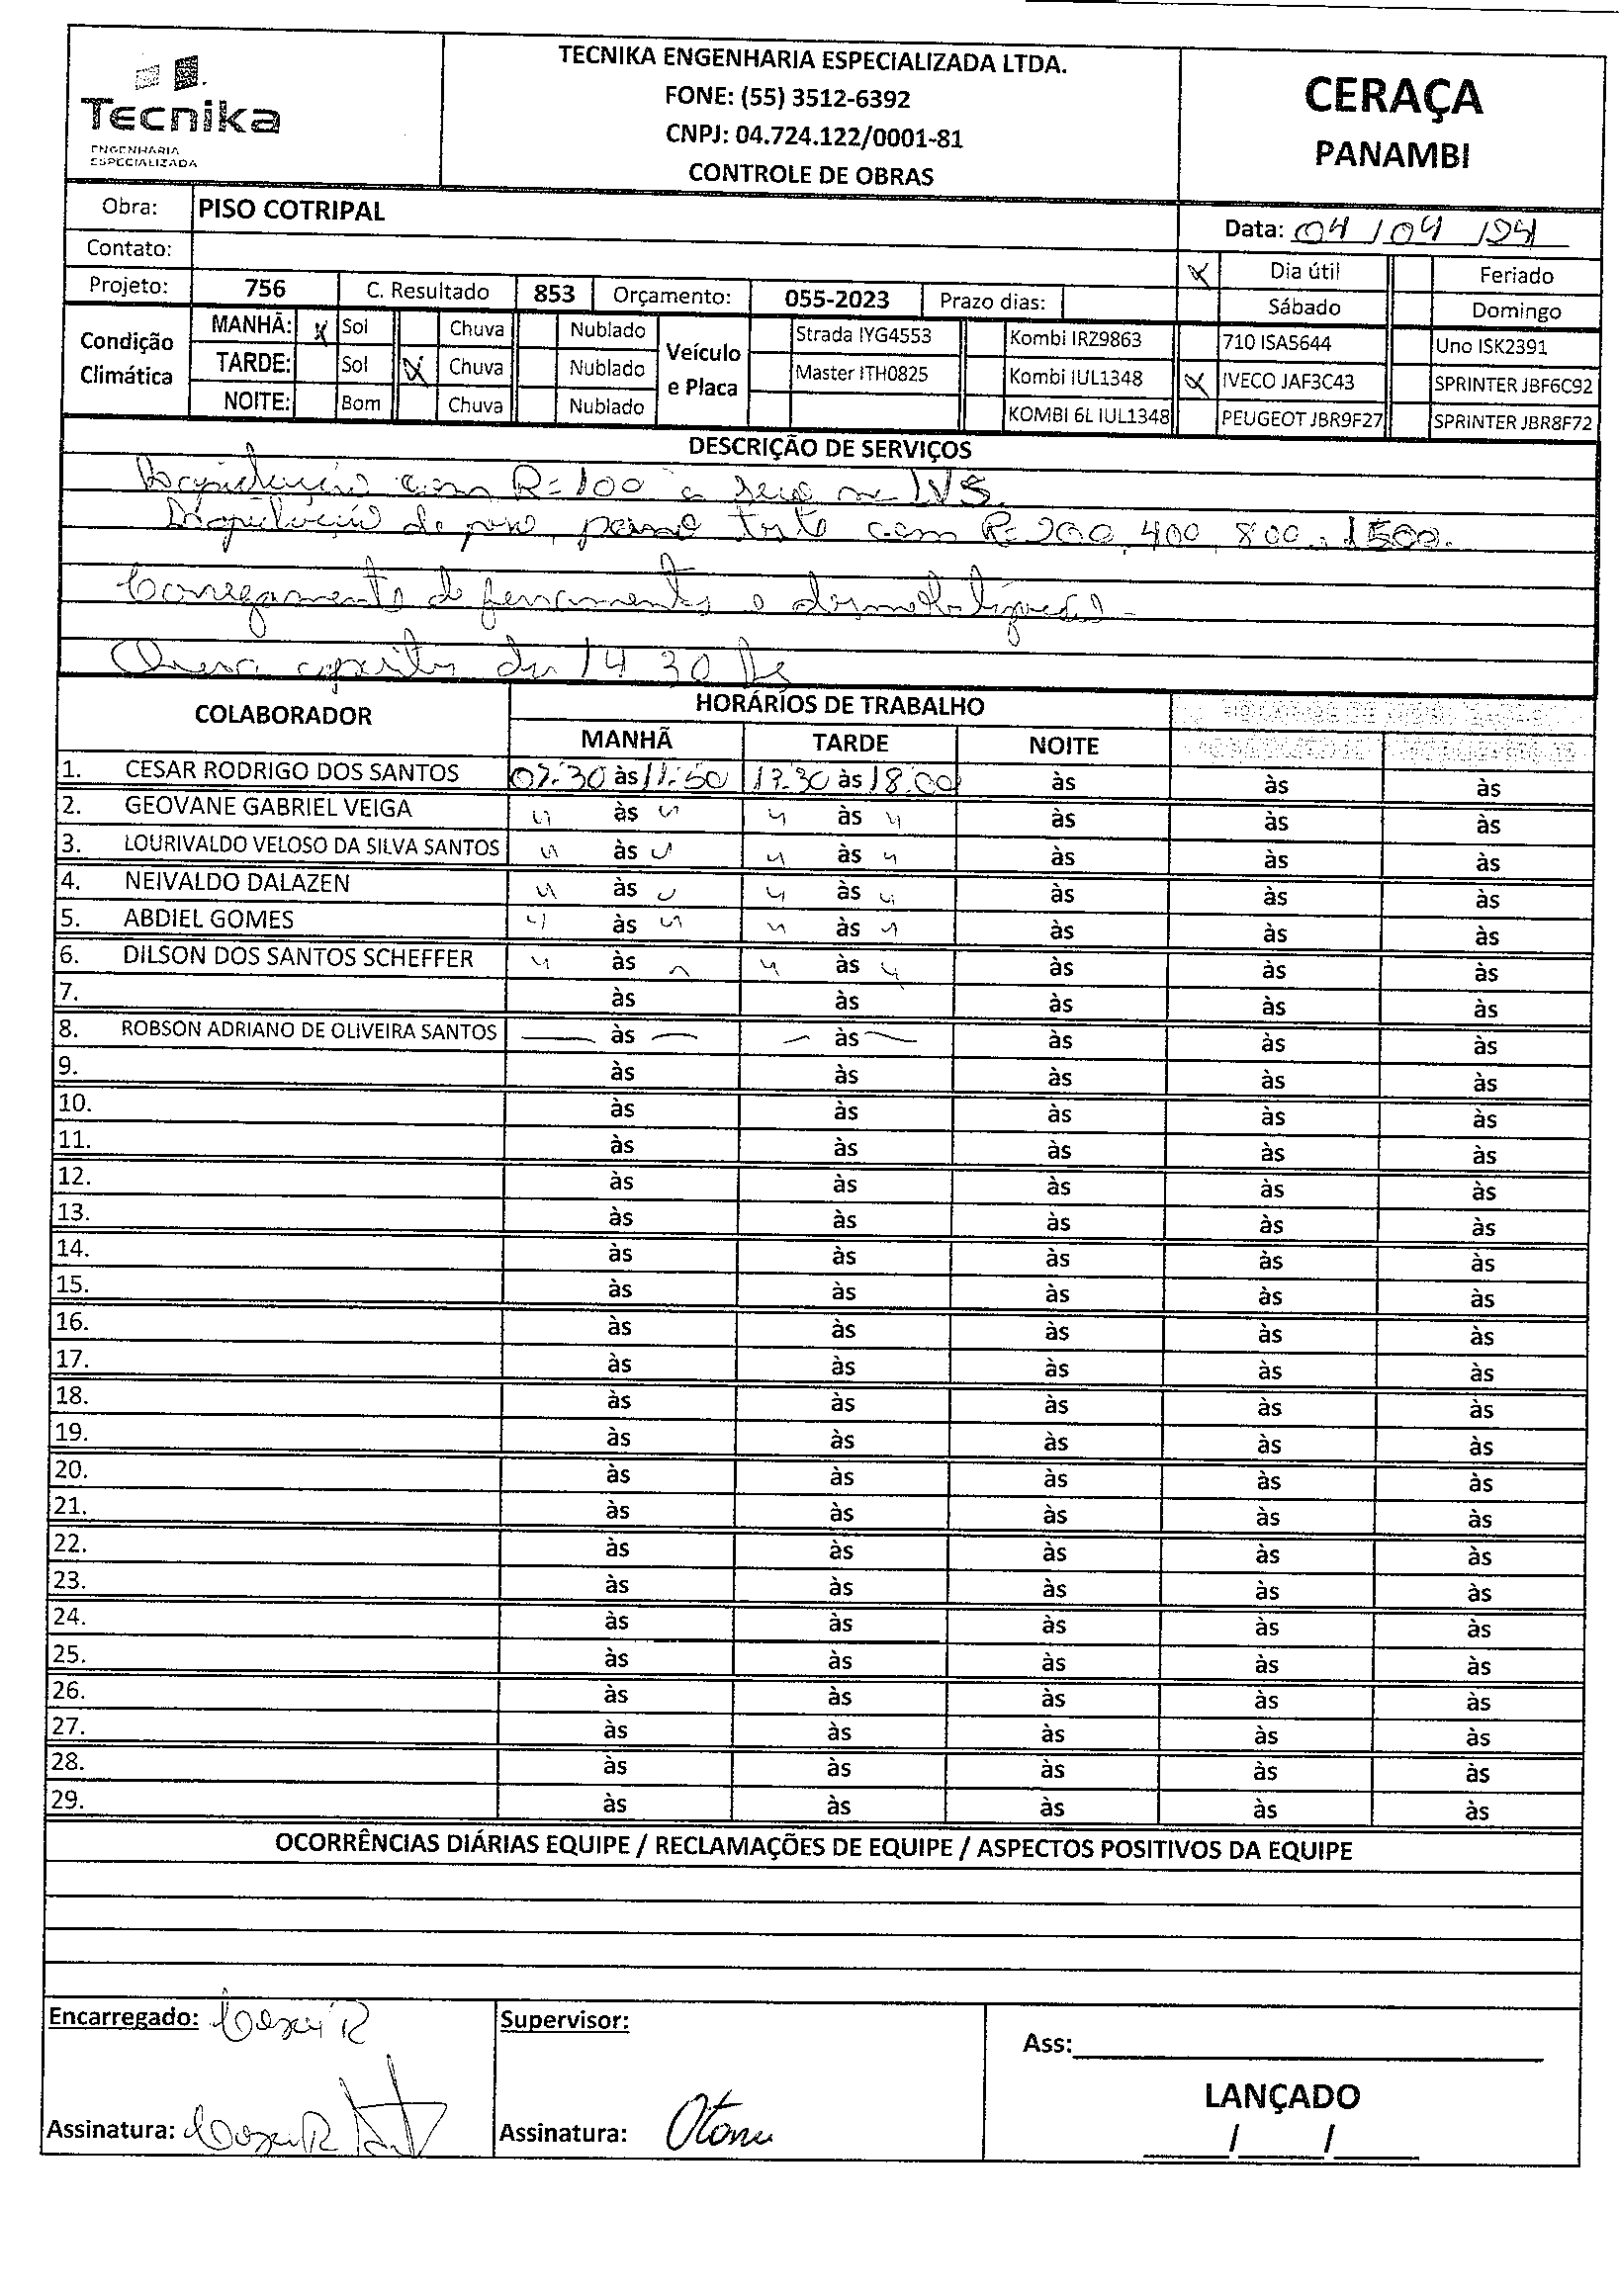 TECNIKA ENGENHARIA ESPECIALIZADA LTDA.
FONE: (55) 3512-6392
CNPJ: 04.724.122/0001-81
CONTROLE DE OBRAS
Tecnika
ENGENHARIA
ESPECIALIZADA
CERAÇA
PANAMBI
Obra: PISO COTRIPAL
Data: 04/04/24
Contato:
X Dia útil Feriado
Projeto: 756 C. Resultado 853 Orçamento: 055-2023 Prazo dias:
Sábado Domingo
Condição Climática
MANHÃ: X Sol Chuva Nublado
TARDE: Sol X Chuva Nublado
NOITE: Bom Chuva Nublado
Veículo e Placa
Strada IYG4553 Kombi IRZ9863 710 ISA5644 Uno ISK2391
Master ITH0825 Kombi IUL1348 X IVECO JAF3C43 SPRINTER JBF6C92
KOMBI 6L IUL1348 PEUGEOT JBR9F27 SPRINTER JBR8F72
DESCRIÇÃO DE SERVIÇOS
com R=100 a
de piso, com R=200, 400, 800, 1500.
Carregamento de ferramentas e
Chuva apartir das 14 30 hs
COLABORADOR HORÁRIOS DE TRABALHO
MANHÃ TARDE NOITE
1. CESAR RODRIGO DOS SANTOS 07:30 às 11:50 13:30 às 18:00 às às às
2. GEOVANE GABRIEL VEIGA " às " " às " às às às
3. LOURIVALDO VELOSO DA SILVA SANTOS " às " " às " às às às
4. NEIVALDO DALAZEN " às " " às " às às às
5. ABDIEL GOMES " às " " às " às às às
6. DILSON DOS SANTOS SCHEFFER " às " " às " às às às
7. às às às às às
8. ROBSON ADRIANO DE OLIVEIRA SANTOS — às — — às — às às às
9. às às às às às
10. às às às às às
11. às às às às às
12. às às às às às
13. às às às às às
14. às às às às às
15. às às às às às
16. às às às às às
17. às às às às às
18. às às às às às
19. às às às às às
20. às às às às às
21. às às às às às
22. às às às às às
23. às às às às às
24. às às às às às
25. às às às às às
26. às às às às às
27. às às às às às
28. às às às às às
29. às às às às às
OCORRÊNCIAS DIÁRIAS EQUIPE / RECLAMAÇÕES DE EQUIPE / ASPECTOS POSITIVOS DA EQUIPE
Encarregado: Cesar R
Supervisor:
Ass:
LANÇADO
Assinatura: Cesar R
Assinatura:
/ /